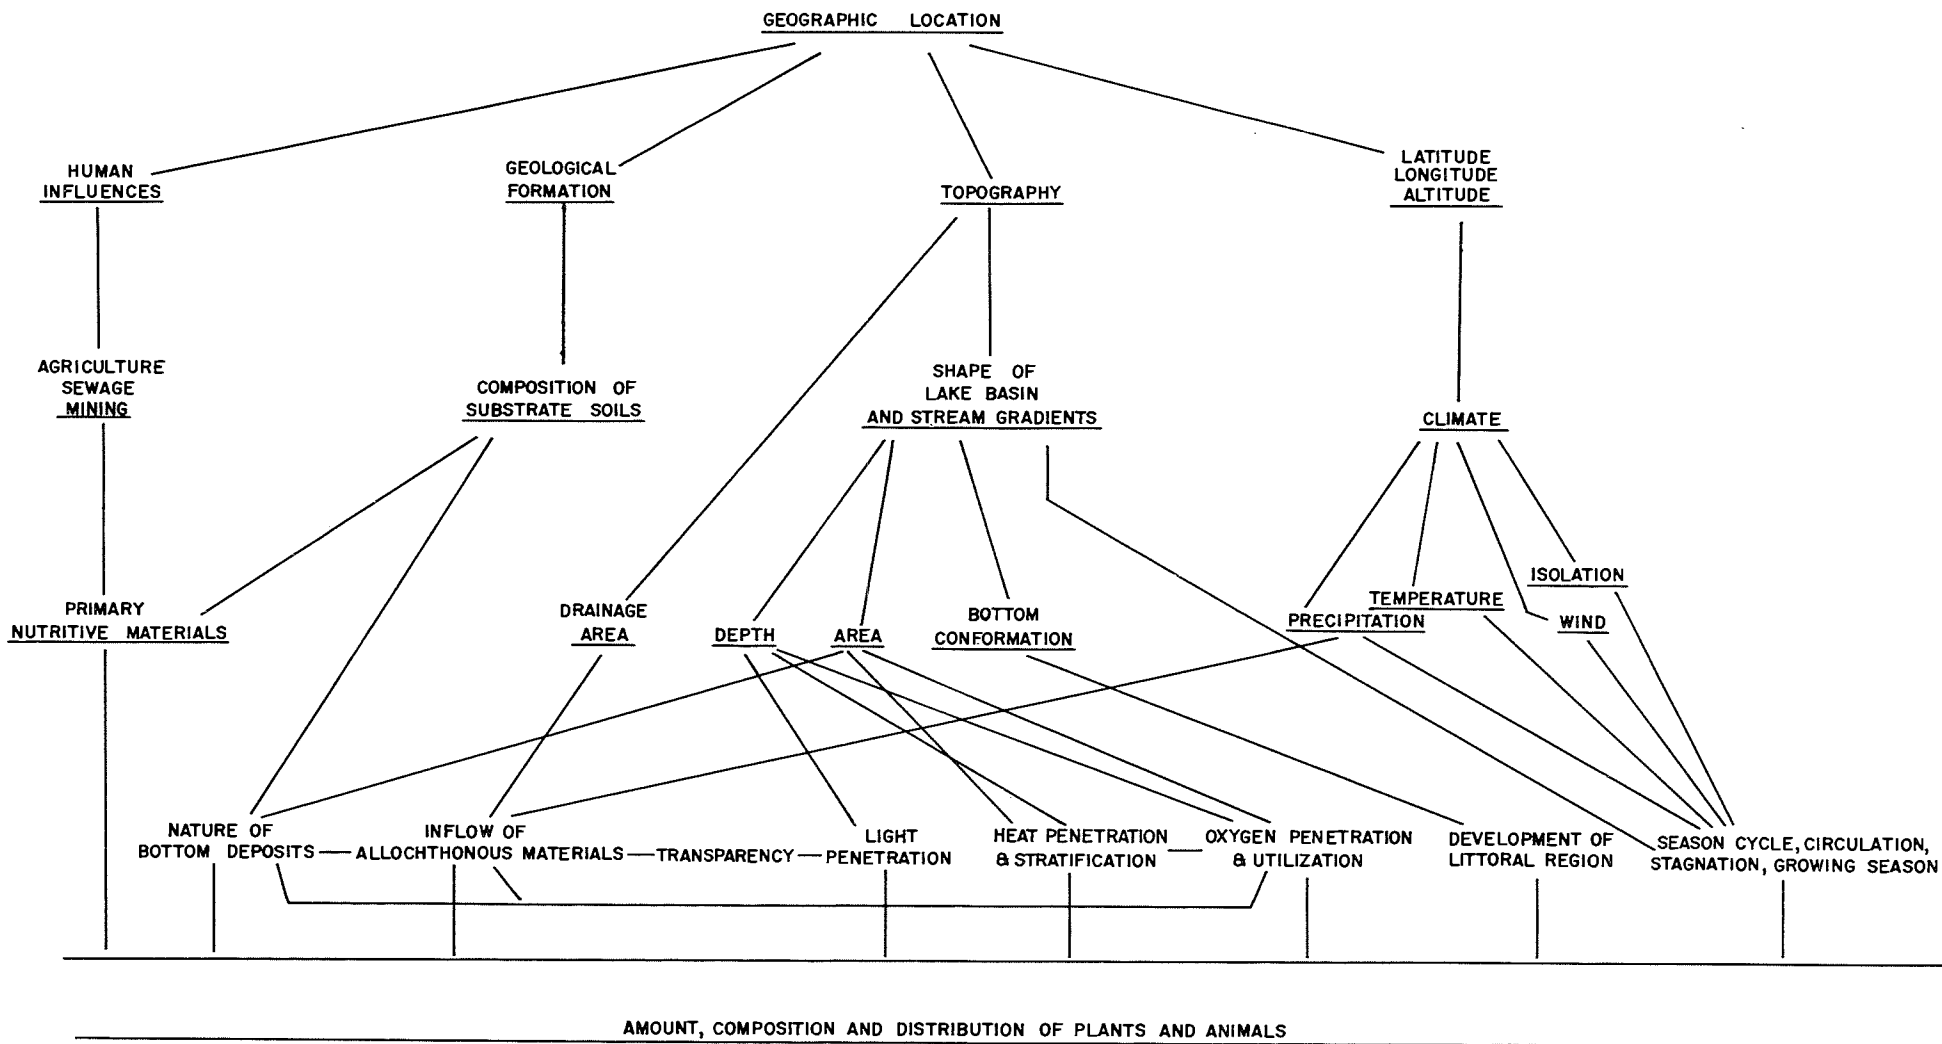 GEOGRAPHIC LOCATION
HUMAN
INFLUENCES
GEOLOGICAL
FORMATION
TOPOGRAPHY
LATITUDE
LONGITUDE
ALTITUDE
AGRICULTURE
SEWAGE
MINING
COMPOSITION OF
SUBSTRATE SOILS
SHAPE OF
LAKE BASIN
AND STREAM GRADIENTS
CLIMATE
PRIMARY
NUTRITIVE MATERIALS
DRAINAGE
AREA
DEPTH
AREA
BOTTOM
CONFORMATION
PRECIPITATION
TEMPERATURE
WIND
ISOLATION
NATURE OF
BOTTOM DEPOSITS
INFLOW OF
ALLOCHTHONOUS MATERIALS
TRANSPARENCY
LIGHT
PENETRATION
HEAT PENETRATION
& STRATIFICATION
OXYGEN PENETRATION
& UTILIZATION
DEVELOPMENT OF
LITTORAL REGION
SEASON CYCLE, CIRCULATION,
STAGNATION, GROWING SEASON
AMOUNT, COMPOSITION AND DISTRIBUTION OF PLANTS AND ANIMALS